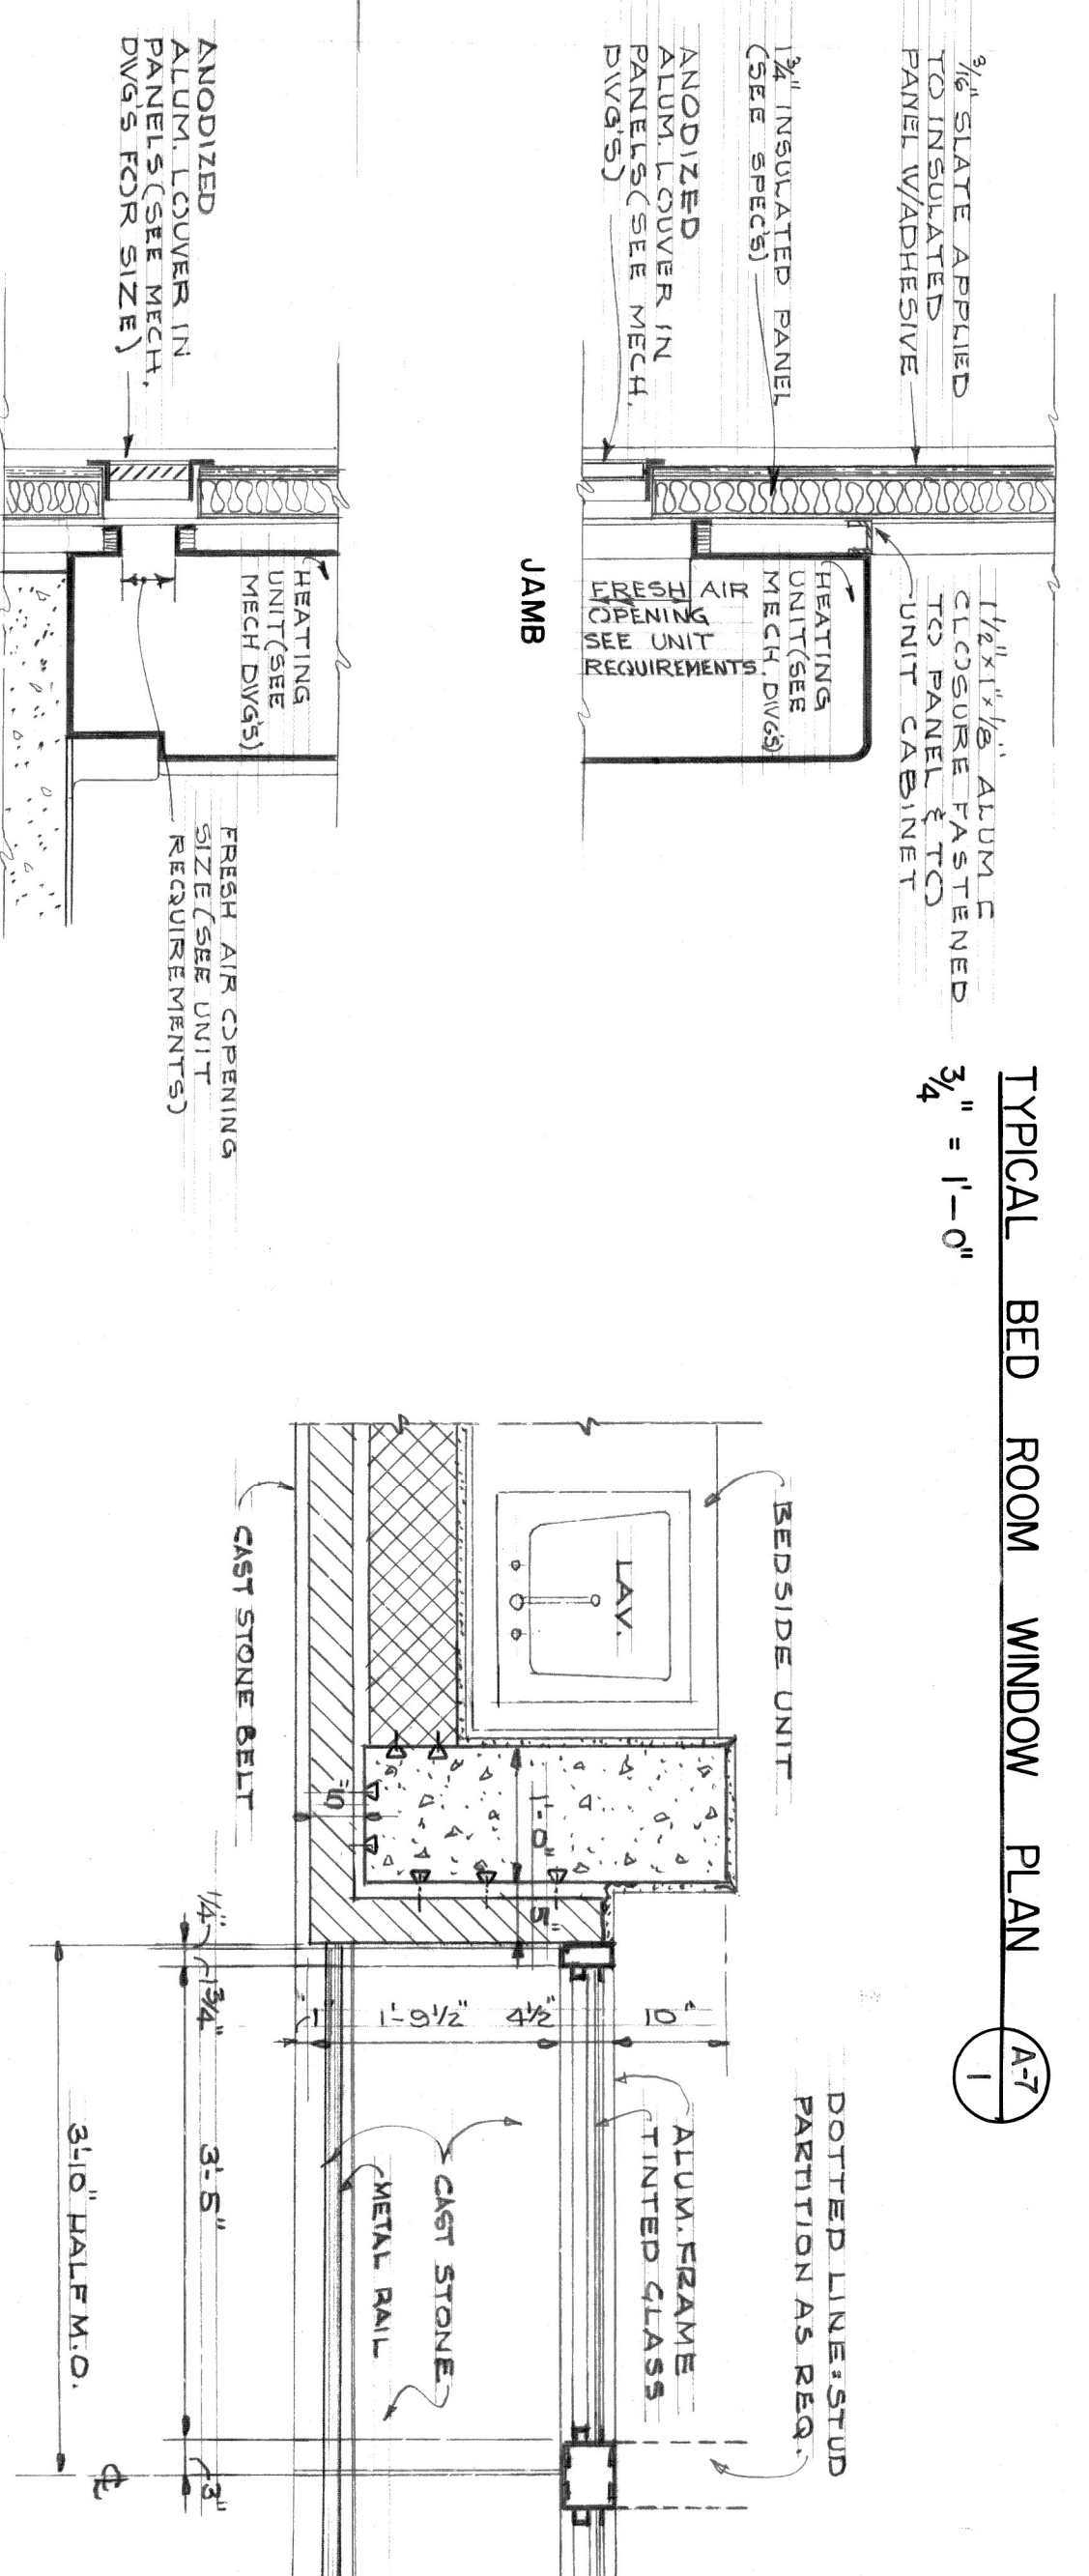 3/16" SLATE APPLIED
TO INSULATED
PANEL W/ADHESIVE
1 3/4" INSULATED PANEL
(SEE SPEC'S)
ANODIZED
ALUM. LOUVER IN
PANELS (SEE MECH.
DWG'S)
ANODIZED
ALUM. LOUVER IN
PANELS (SEE MECH.
DWG'S FOR SIZE)
1 1/2" x 1" x 1/8" ALUM [
CLOSURE FASTENED
TO PANEL & TO
UNIT CABINET
HEATING
UNIT (SEE
MECH. DWG'S)
FRESH AIR
OPENING
SEE UNIT
REQUIREMENTS
JAMB
HEATING
UNIT (SEE
MECH DWG'S)
FRESH AIR OPENING
SIZE (SEE UNIT
REQUIREMENTS)
TYPICAL BED ROOM WINDOW PLAN
3/4" = 1'-0"
A-7
1
BEDSIDE UNIT
LAV.
CAST STONE BELT
1'-0"
5"
5"
DOTTED LINE = STUD
PARTITION AS REQ.
ALUM. FRAME
TINTED GLASS
CAST STONE
METAL RAIL
10"
4 1/2"
1'-9 1/2"
1"
1/4"
1 3/4"
3'-5"
3"
3'-10" HALF M.O.
℄